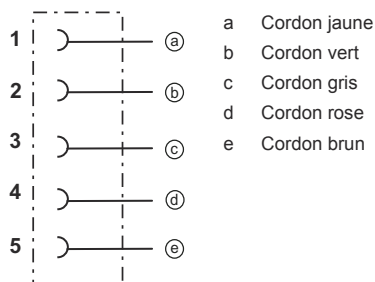 1 a
2 b
3 c
4 d
5 e
a Cordon jaune
b Cordon vert
c Cordon gris
d Cordon rose
e Cordon brun